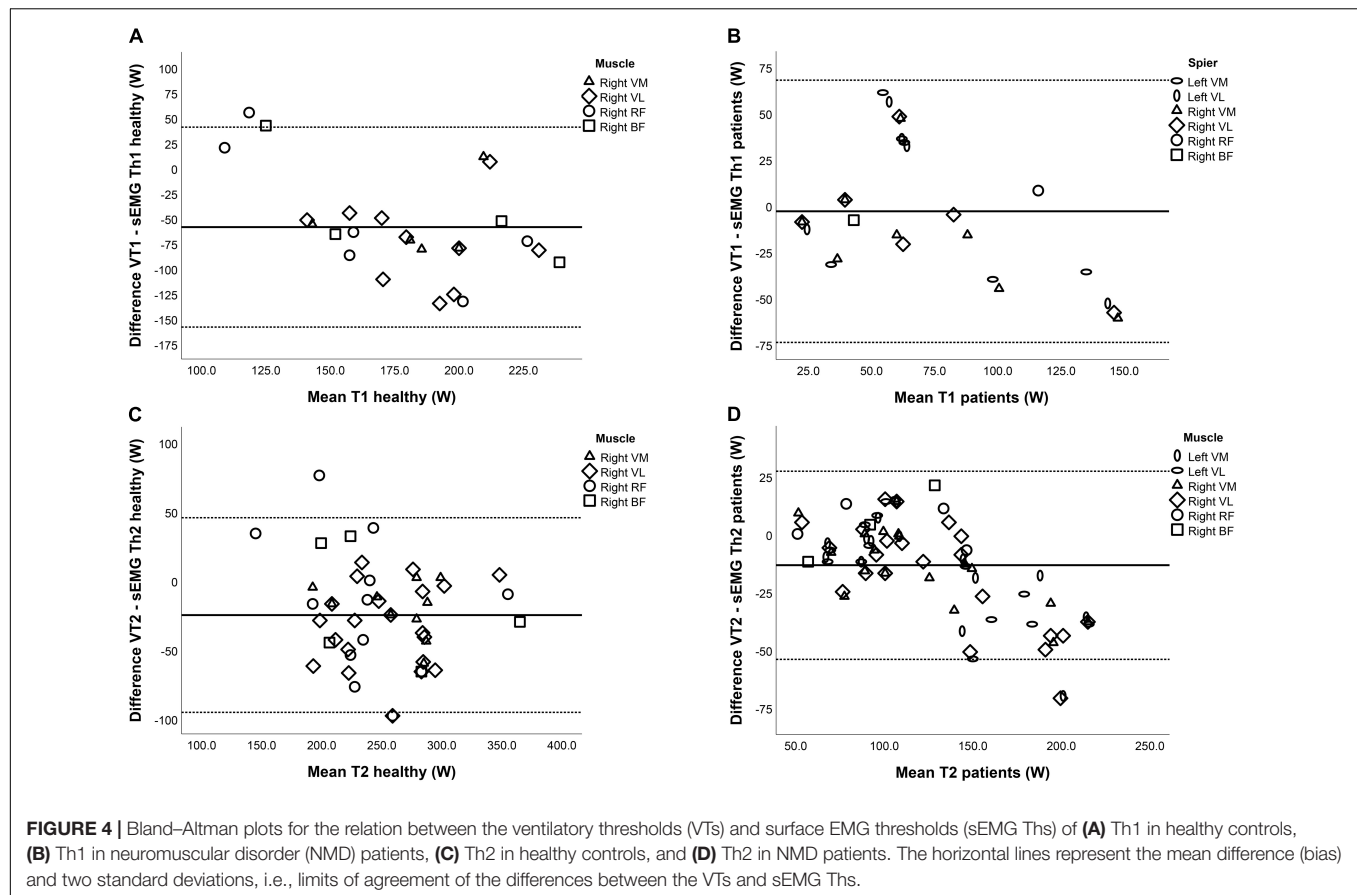 A
Difference VT1 - sEMG Th1 healthy (W)
100
75
50
25
0
-25
-50
-75
-100
-125
-150
-175
100.0 125.0 150.0 175.0 200.0 225.0
Mean T1 healthy (W)
Muscle
Right VM
Right VL
Right RF
Right BF
B
Difference VT1 - sEMG Th1 patients (W)
75
50
25
0
-25
-50
-75
25.0 50.0 75.0 100.0 125.0 150.0
Mean T1 patients (W)
Spier
Left VM
Left VL
Right VM
Right VL
Right RF
Right BF
C
Difference VT2 - sEMG Th2 healthy (W)
100
50
0
-50
-100
100.0 150.0 200.0 250.0 300.0 350.0 400.0
Mean T2 healthy (W)
Muscle
Right VM
Right VL
Right RF
Right BF
D
Difference VT2 - sEMG Th2 patients (W)
25
0
-25
-50
-75
50.0 100.0 150.0 200.0 250.0
Mean T2 patients (W)
Muscle
Left VM
Left VL
Right VM
Right VL
Right RF
Right BF
FIGURE 4 | Bland–Altman plots for the relation between the ventilatory thresholds (VTs) and surface EMG thresholds (sEMG Ths) of (A) Th1 in healthy controls,
(B) Th1 in neuromuscular disorder (NMD) patients, (C) Th2 in healthy controls, and (D) Th2 in NMD patients. The horizontal lines represent the mean difference (bias)
and two standard deviations, i.e., limits of agreement of the differences between the VTs and sEMG Ths.